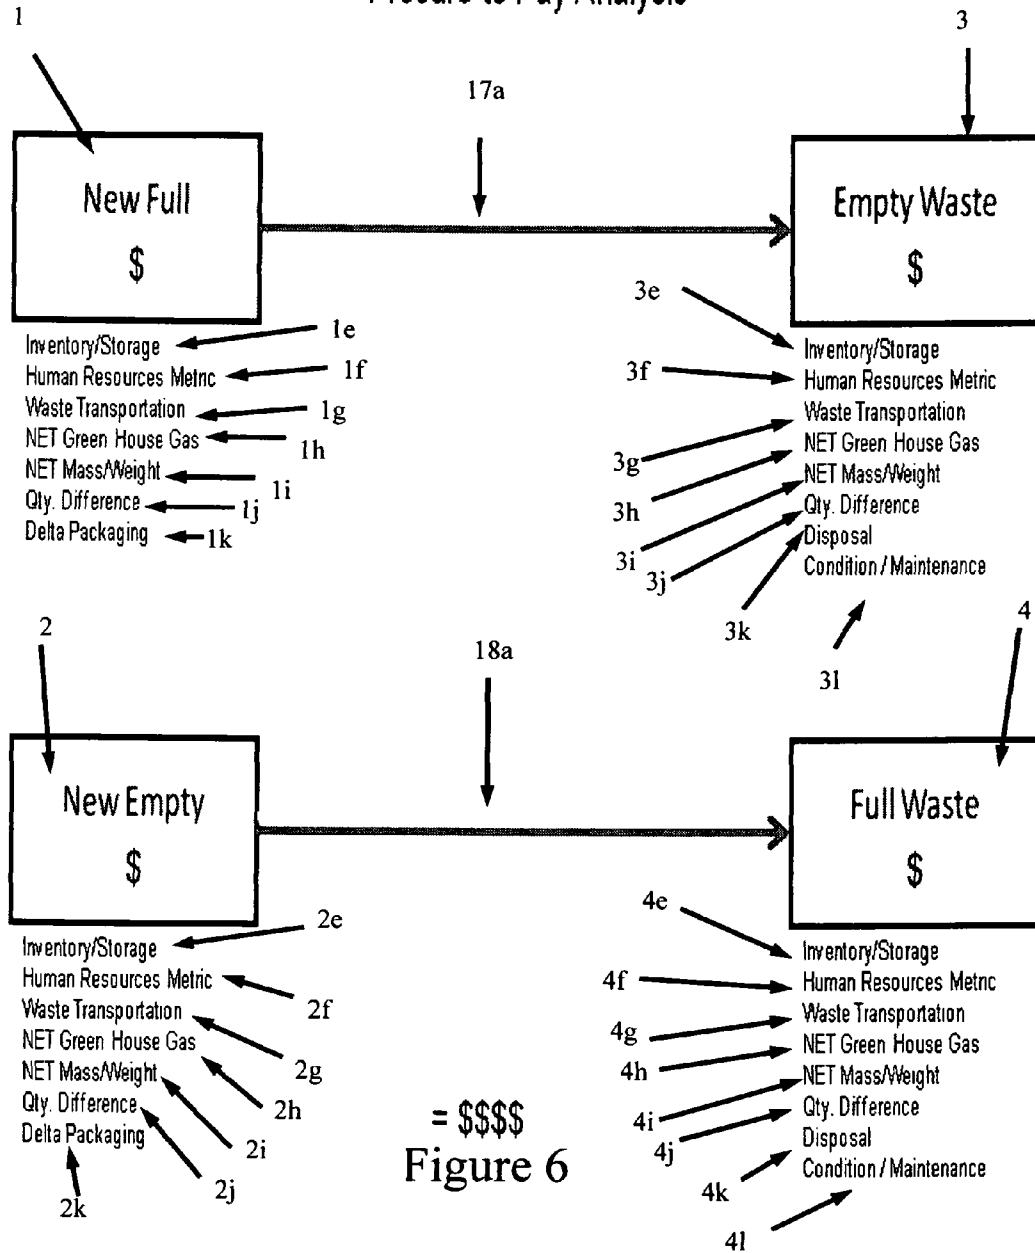 1
3
17a
New Full
$
Empty Waste
$
Inventory/Storage
Human Resources Metric
Waste Transportation
NET Green House Gas
NET Mass/Weight
Qty. Difference
Delta Packaging
1e
1f
1g
1h
1i
1j
1k
3e
3f
3g
3h
3i
3j
3k
3l
Inventory/Storage
Human Resources Metric
Waste Transportation
NET Green House Gas
NET Mass/Weight
Qty. Difference
Disposal
Condition / Maintenance
2
18a
4
New Empty
$
Full Waste
$
Inventory/Storage
Human Resources Metric
Waste Transportation
NET Green House Gas
NET Mass/Weight
Qty. Difference
Delta Packaging
2e
2f
2g
2h
2i
2j
2k
4e
4f
4g
4h
4i
4j
4k
4l
Inventory/Storage
Human Resources Metric
Waste Transportation
NET Green House Gas
NET Mass/Weight
Qty. Difference
Disposal
Condition / Maintenance
= $$$$
Figure 6